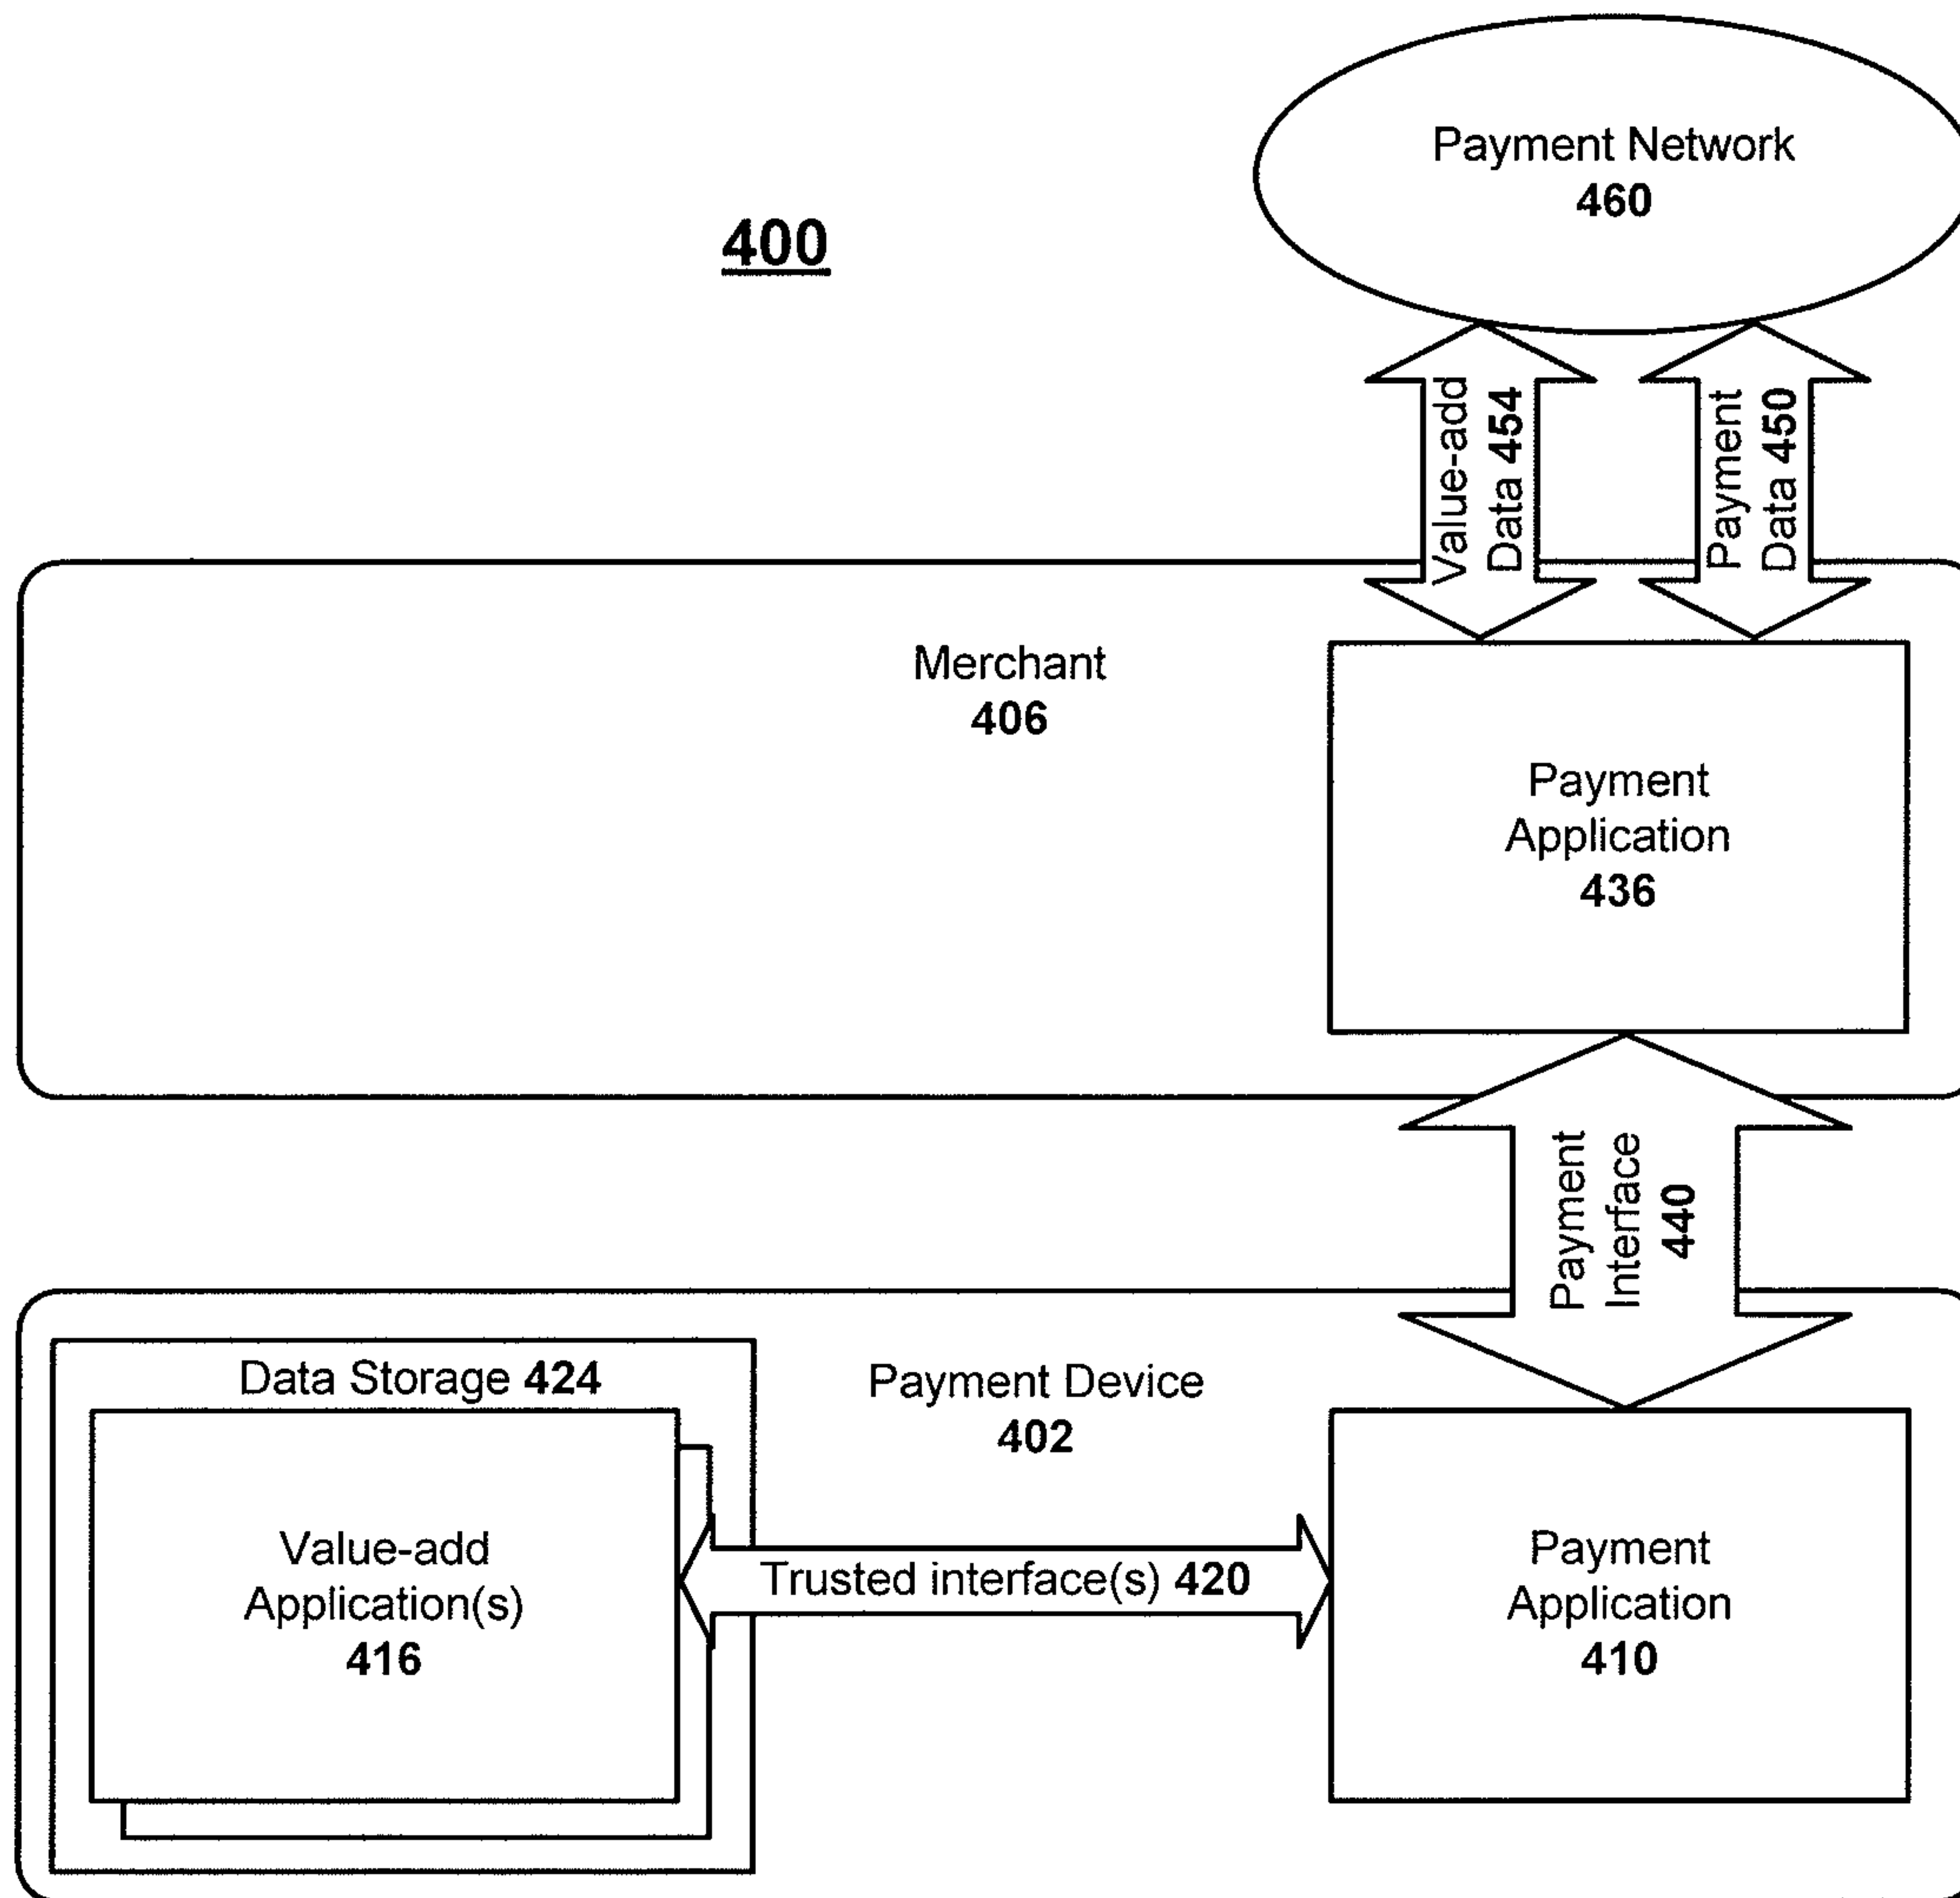 Payment Network
460
400
Value-add
Data 454
Payment
Data 450
Merchant
406
Payment
Application
436
Payment
Interface
440
Data Storage 424
Payment Device
402
Value-add
Application(s)
416
Trusted interface(s) 420
Payment
Application
410